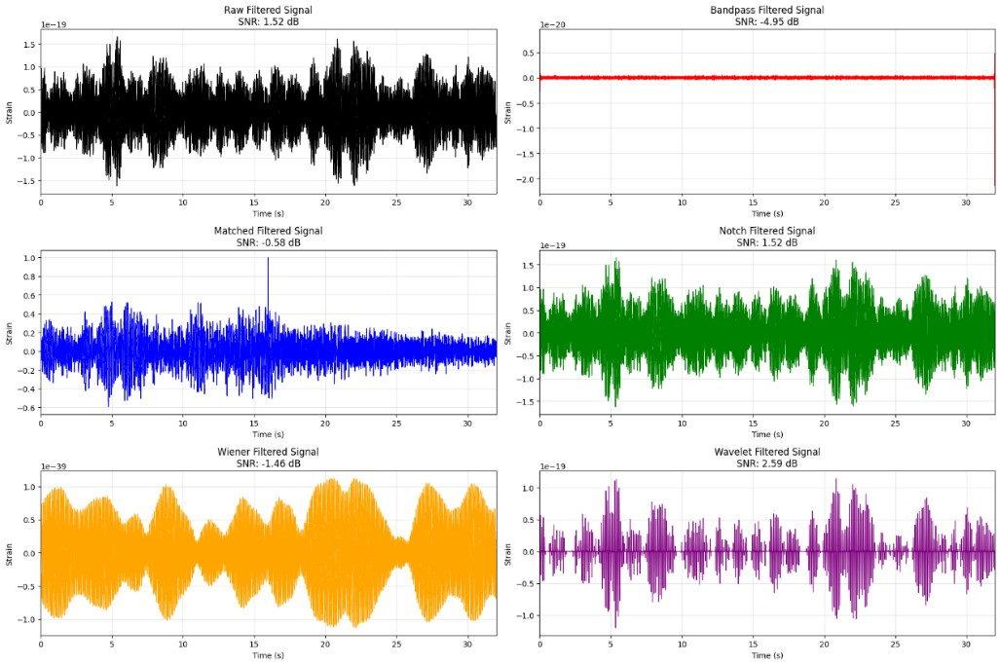 Raw Filtered Signal
SNR: 1.52 dB
1e−19
Strain
1.5
1.0
0.5
0.0
−0.5
−1.0
−1.5
0 5 10 15 20 25 30
Time (s)
Bandpass Filtered Signal
SNR: -4.95 dB
1e−20
Strain
0.5
0.0
−0.5
−1.0
−1.5
−2.0
0 5 10 15 20 25 30
Time (s)
Matched Filtered Signal
SNR: -0.58 dB
Strain
1.0
0.8
0.6
0.4
0.2
0.0
−0.2
−0.4
−0.6
0 5 10 15 20 25 30
Time (s)
Notch Filtered Signal
SNR: 1.52 dB
1e−19
Strain
1.5
1.0
0.5
0.0
−0.5
−1.0
−1.5
0 5 10 15 20 25 30
Time (s)
Wiener Filtered Signal
SNR: -1.46 dB
1e−39
Strain
1.0
0.5
0.0
−0.5
−1.0
0 5 10 15 20 25 30
Time (s)
Wavelet Filtered Signal
SNR: 2.59 dB
1e−19
Strain
1.0
0.5
0.0
−0.5
−1.0
0 5 10 15 20 25 30
Time (s)